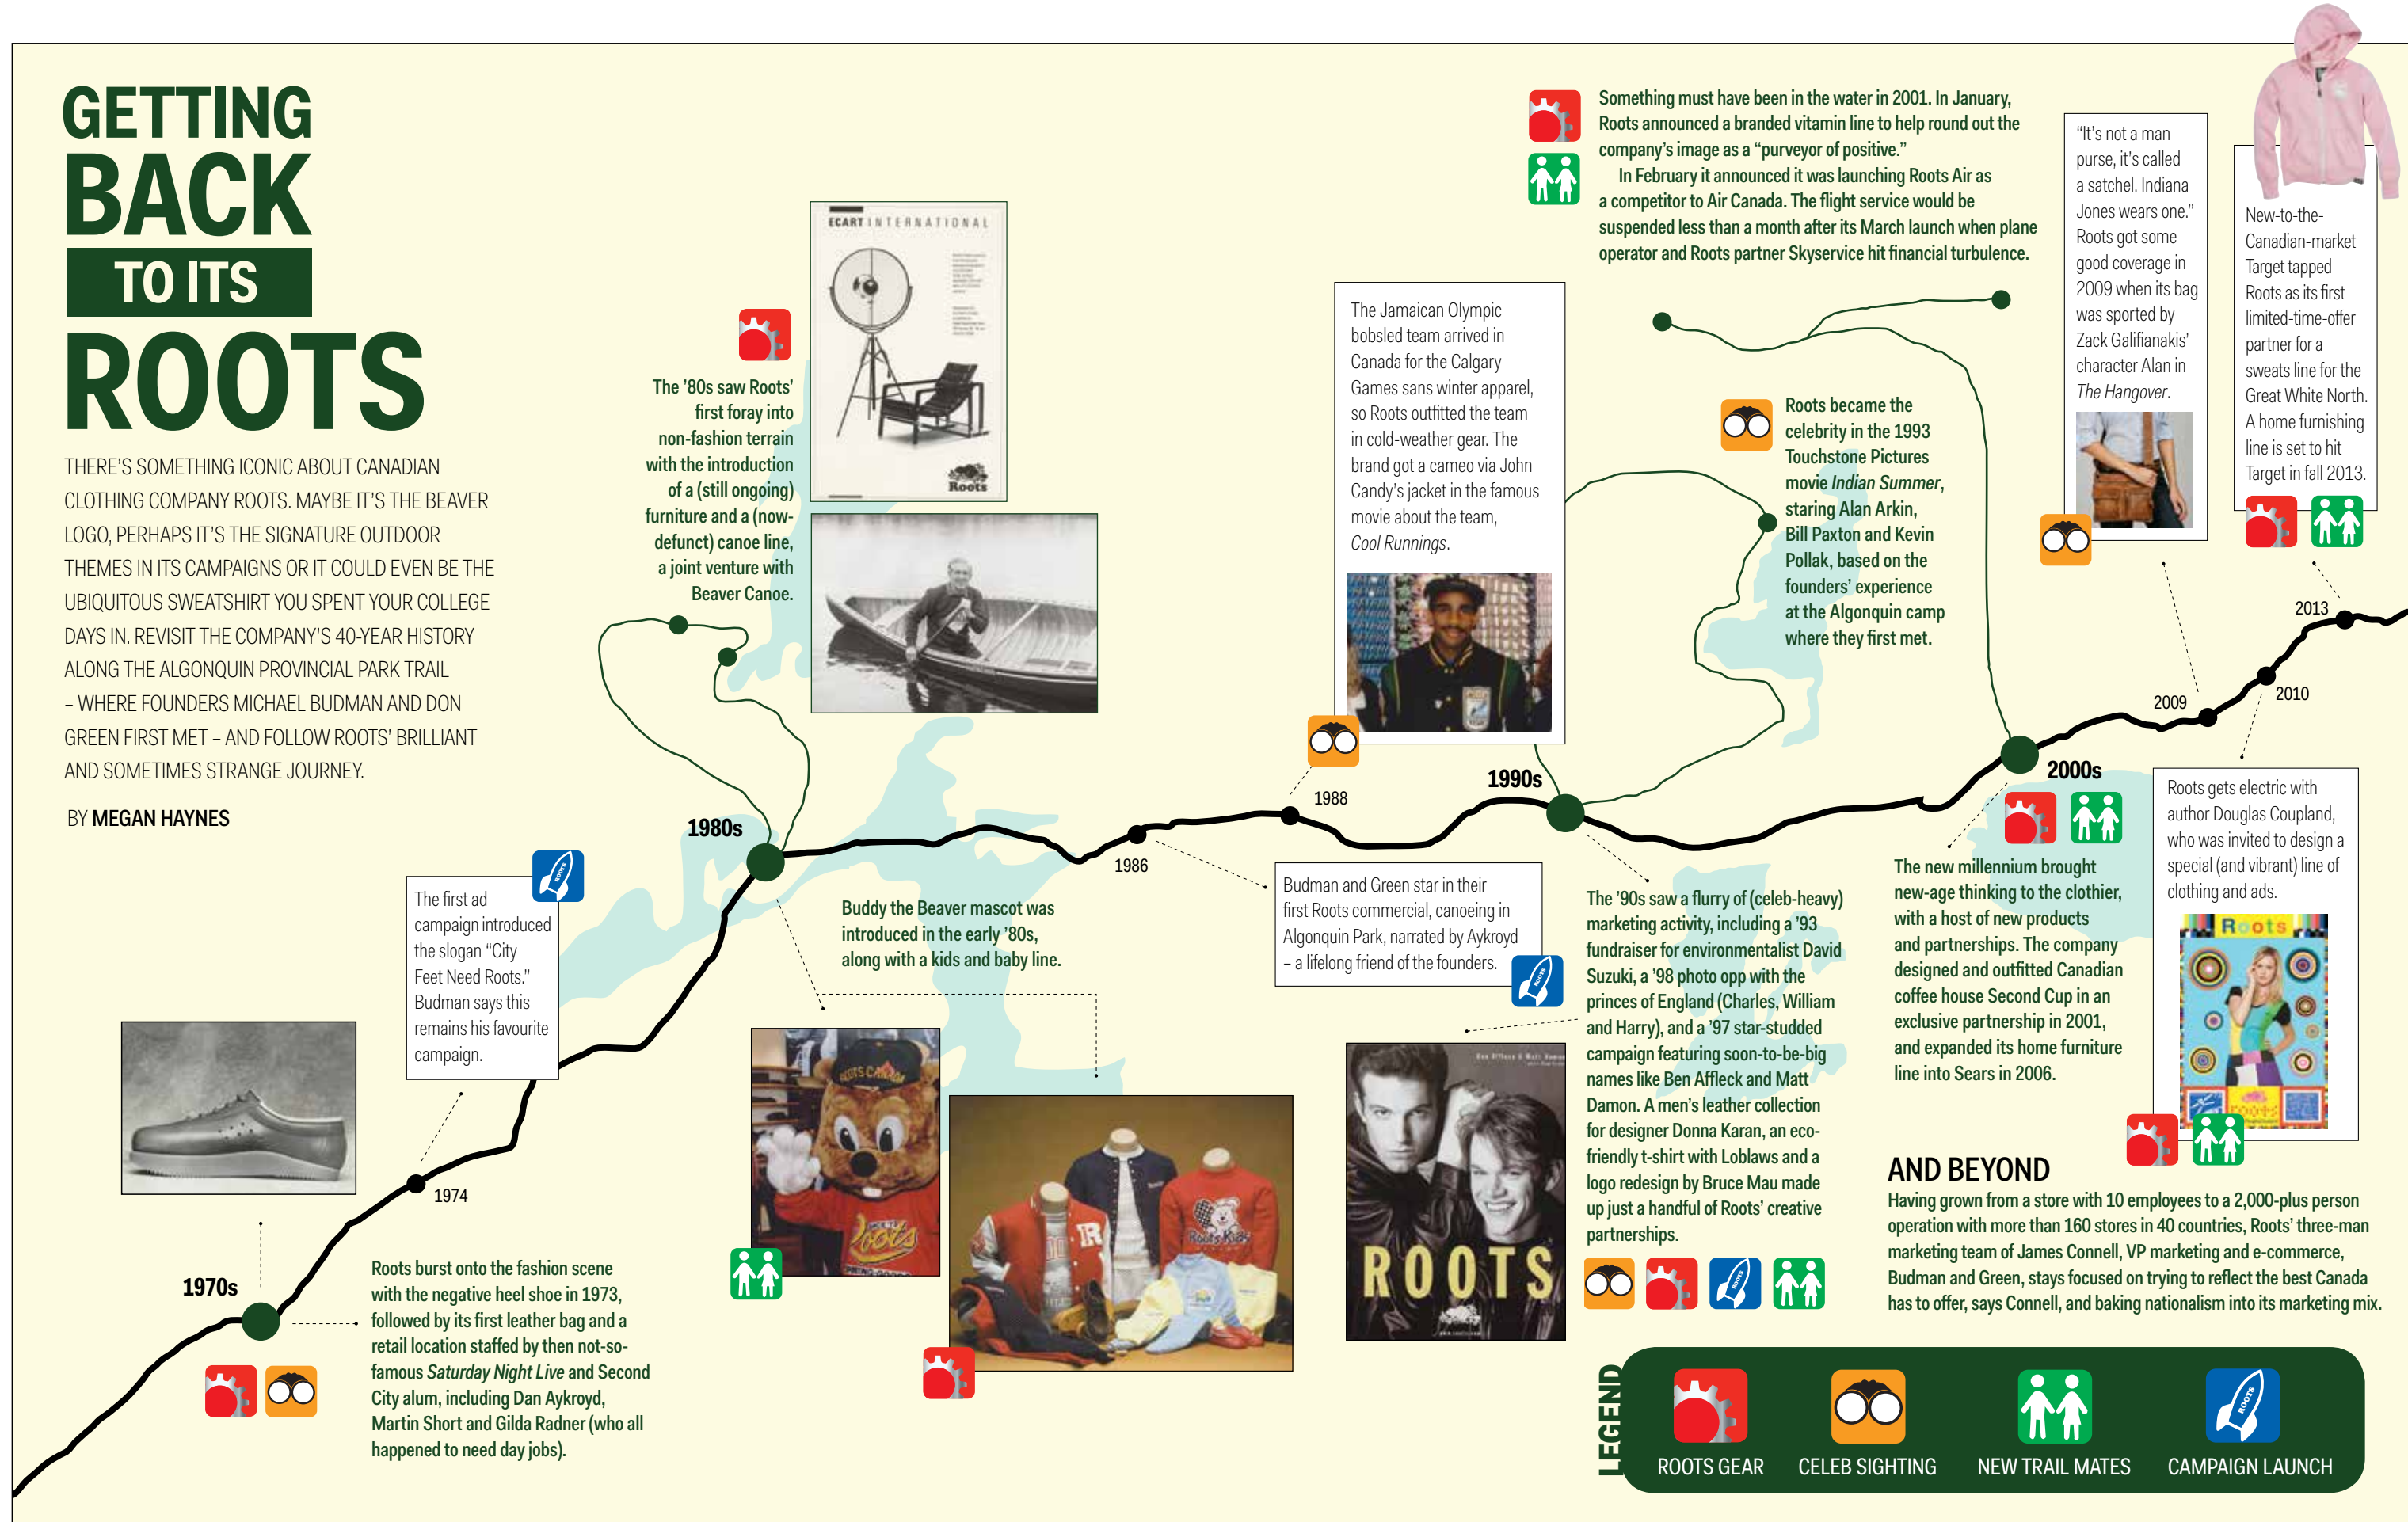 GETTING
BACK
TO ITS
ROOTS
THERE'S SOMETHING ICONIC ABOUT CANADIAN
CLOTHING COMPANY ROOTS. MAYBE IT'S THE BEAVER
LOGO, PERHAPS IT'S THE SIGNATURE OUTDOOR
THEMES IN ITS CAMPAIGNS OR IT COULD EVEN BE THE
UBIQUITOUS SWEATSHIRT YOU SPENT YOUR COLLEGE
DAYS IN. REVISIT THE COMPANY'S 40-YEAR HISTORY
ALONG THE ALGONQUIN PROVINCIAL PARK TRAIL
– WHERE FOUNDERS MICHAEL BUDMAN AND DON
GREEN FIRST MET – AND FOLLOW ROOTS' BRILLIANT
AND SOMETIMES STRANGE JOURNEY.
BY MEGAN HAYNES
1970s
Roots burst onto the fashion scene
with the negative heel shoe in 1973,
followed by its first leather bag and a
retail location staffed by then not-so-
famous Saturday Night Live and Second
City alum, including Dan Aykroyd,
Martin Short and Gilda Radner (who all
happened to need day jobs).
1974
The first ad
campaign introduced
the slogan "City
Feet Need Roots."
Budman says this
remains his favourite
campaign.
ROOTS
1980s
The '80s saw Roots'
first foray into
non-fashion terrain
with the introduction
of a (still ongoing)
furniture and a (now-
defunct) canoe line,
a joint venture with
Beaver Canoe.
ECART INTERNATIONAL
Roots
Buddy the Beaver mascot was
introduced in the early '80s,
along with a kids and baby line.
ROOTS CANADA
Roots
R
Roots Kids
1986
Budman and Green star in their
first Roots commercial, canoeing in
Algonquin Park, narrated by Aykroyd
– a lifelong friend of the founders.
ROOTS
1988
The Jamaican Olympic
bobsled team arrived in
Canada for the Calgary
Games sans winter apparel,
so Roots outfitted the team
in cold-weather gear. The
brand got a cameo via John
Candy's jacket in the famous
movie about the team,
Cool Runnings.
1990s
Roots became the
celebrity in the 1993
Touchstone Pictures
movie Indian Summer,
staring Alan Arkin,
Bill Paxton and Kevin
Pollak, based on the
founders' experience
at the Algonquin camp
where they first met.
The '90s saw a flurry of (celeb-heavy)
marketing activity, including a '93
fundraiser for environmentalist David
Suzuki, a '98 photo opp with the
princes of England (Charles, William
and Harry), and a '97 star-studded
campaign featuring soon-to-be-big
names like Ben Affleck and Matt
Damon. A men's leather collection
for designer Donna Karan, an eco-
friendly t-shirt with Loblaws and a
logo redesign by Bruce Mau made
up just a handful of Roots' creative
partnerships.
ROOTS
Ben Affleck & Matt Damon
ROOTS
2000s
Something must have been in the water in 2001. In January,
Roots announced a branded vitamin line to help round out the
company's image as a "purveyor of positive."
In February it announced it was launching Roots Air as
a competitor to Air Canada. The flight service would be
suspended less than a month after its March launch when plane
operator and Roots partner Skyservice hit financial turbulence.
The new millennium brought
new-age thinking to the clothier,
with a host of new products
and partnerships. The company
designed and outfitted Canadian
coffee house Second Cup in an
exclusive partnership in 2001,
and expanded its home furniture
line into Sears in 2006.
2009
"It's not a man
purse, it's called
a satchel. Indiana
Jones wears one."
Roots got some
good coverage in
2009 when its bag
was sported by
Zack Galifianakis'
character Alan in
The Hangover.
2010
Roots gets electric with
author Douglas Coupland,
who was invited to design a
special (and vibrant) line of
clothing and ads.
Roots
2013
New-to-the-
Canadian-market
Target tapped
Roots as its first
limited-time-offer
partner for a
sweats line for the
Great White North.
A home furnishing
line is set to hit
Target in fall 2013.
AND BEYOND
Having grown from a store with 10 employees to a 2,000-plus person
operation with more than 160 stores in 40 countries, Roots' three-man
marketing team of James Connell, VP marketing and e-commerce,
Budman and Green, stays focused on trying to reflect the best Canada
has to offer, says Connell, and baking nationalism into its marketing mix.
LEGEND
ROOTS GEAR
CELEB SIGHTING
NEW TRAIL MATES
ROOTS
CAMPAIGN LAUNCH